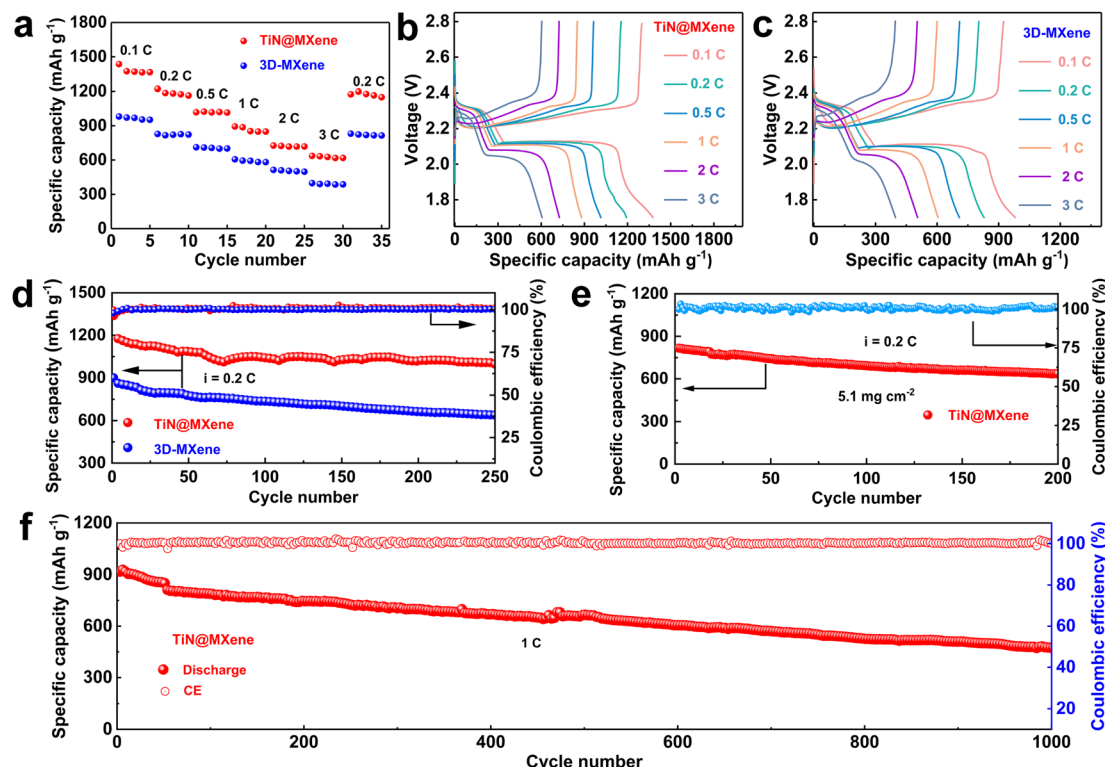 a
1800
1500
1200
900
600
300
0
Specific capacity (mAh g⁻¹)
0 5 10 15 20 25 30 35
Cycle number
TiN@MXene
3D-MXene
0.1 C
0.2 C
0.5 C
1 C
2 C
3 C
0.2 C
b
2.8
2.4
2.2
2.0
1.8
Voltage (V)
0 300 600 900 1200 1500 1800
Specific capacity (mAh g⁻¹)
TiN@MXene
0.1 C
0.2 C
0.5 C
1 C
2 C
3 C
c
2.8
2.4
2.2
2.0
1.8
Voltage (V)
0 300 600 900 1200 1500
Specific capacity (mAh g⁻¹)
3D-MXene
0.1 C
0.2 C
0.5 C
1 C
2 C
3 C
d
1500
1200
900
600
300
Specific capacity (mAh g⁻¹)
0 50 100 150 200 250
Cycle number
100
75
50
25
0
Coulombic efficiency (%)
i = 0.2 C
TiN@MXene
3D-MXene
e
1200
900
600
300
0
Specific capacity (mAh g⁻¹)
0 50 100 150 200
Cycle number
100
75
50
25
0
Coulombic efficiency (%)
i = 0.2 C
5.1 mg cm⁻²
TiN@MXene
f
1200
900
600
300
0
Specific capacity (mAh g⁻¹)
0 200 400 600 800 1000
Cycle number
100
80
60
40
20
Coulombic efficiency (%)
1 C
TiN@MXene
Discharge
CE